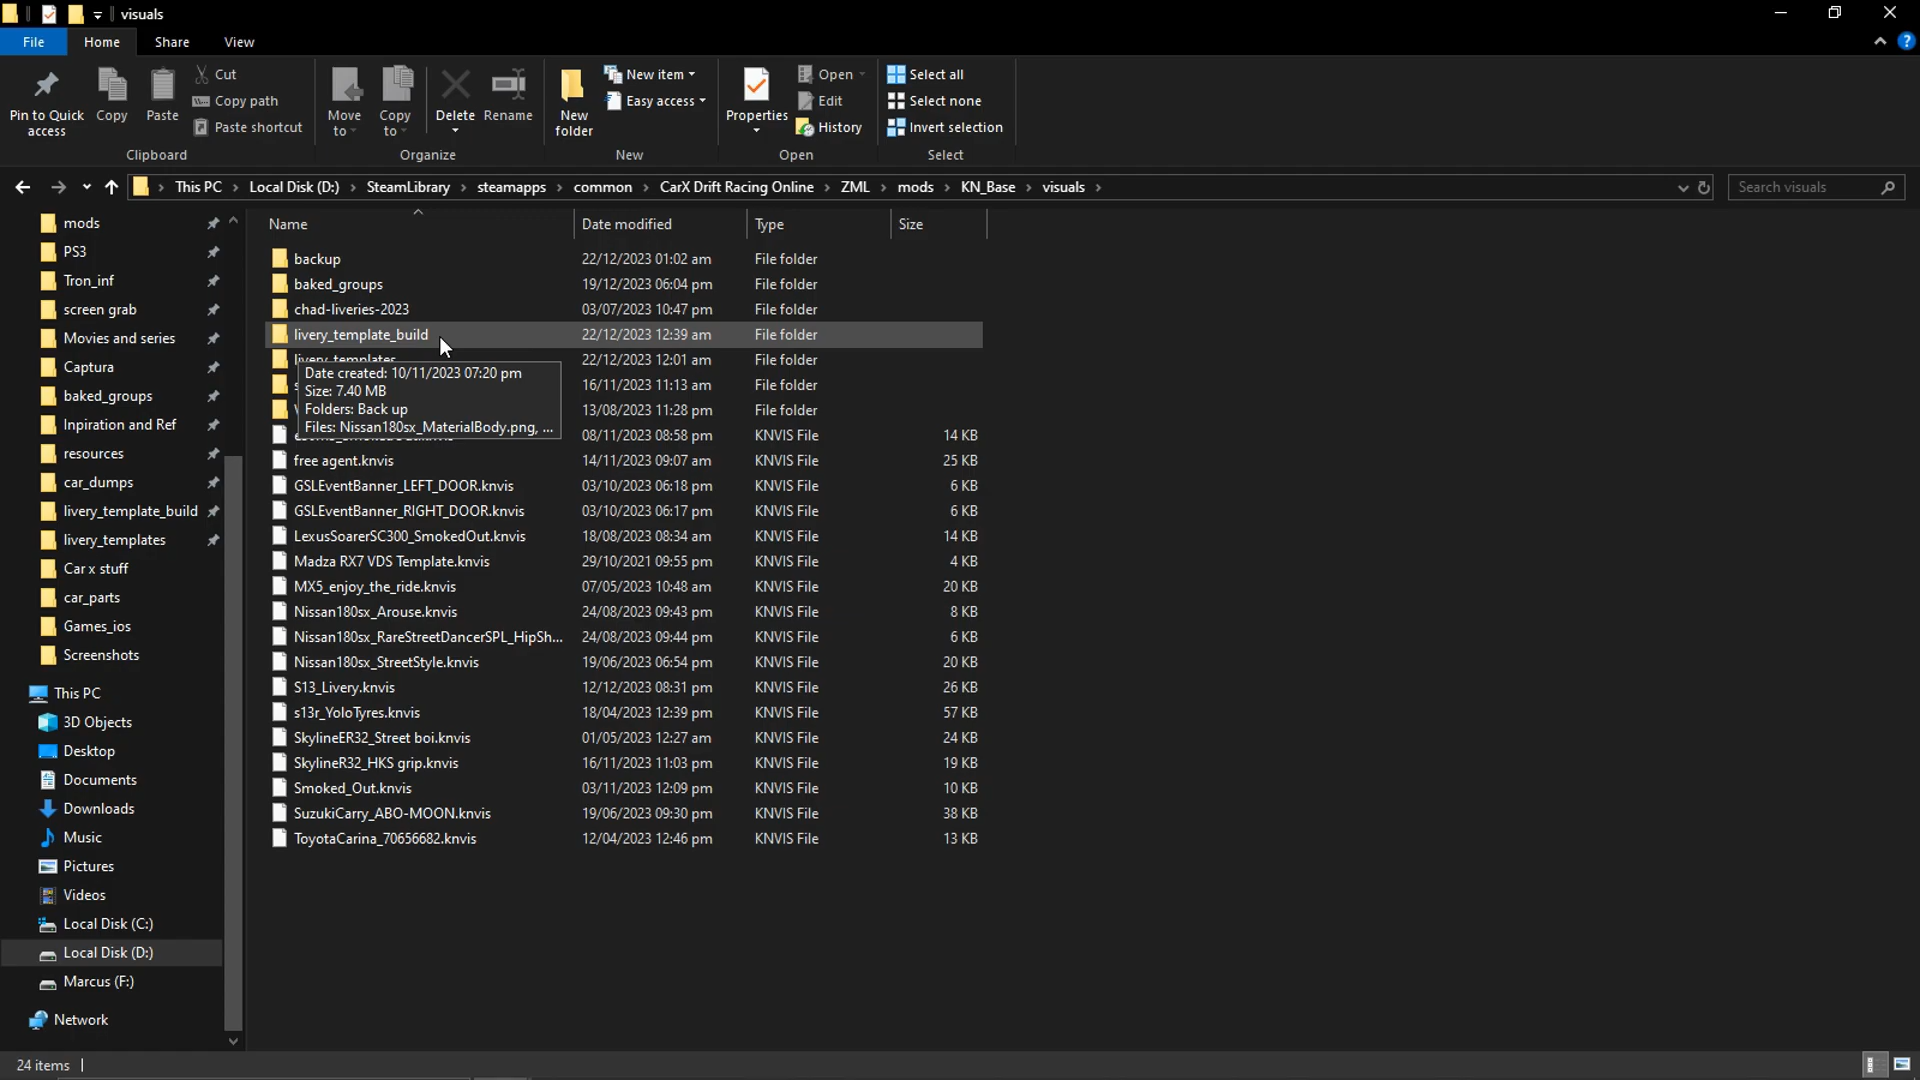 visuals
File Home Share View
Pin to Quick access
Copy
Paste
Cut
Copy path
Paste shortcut
Clipboard
Move to
Copy to
Delete
Rename
Organize
New folder
New item
Easy access
New
Properties
Open
Edit
History
Open
Select all
Select none
Invert selection
Select
This PC > Local Disk (D:) > SteamLibrary > steamapps > common > CarX Drift Racing Online > ZML > mods > KN_Base > visuals >
Search visuals
mods
PS3
Tron_inf
screen grab
Movies and series
Captura
baked_groups
Inpiration and Ref
resources
car_dumps
livery_template_build
livery_templates
Car x stuff
car_parts
Games_ios
Screenshots
This PC
3D Objects
Desktop
Documents
Downloads
Music
Pictures
Videos
Local Disk (C:)
Local Disk (D:)
Marcus (F:)
Network
Name Date modified Type Size
backup 22/12/2023 01:02 am File folder
baked_groups 19/12/2023 06:04 pm File folder
chad-liveries-2023 03/07/2023 10:47 pm File folder
livery_template_build 22/12/2023 12:39 am File folder
livery_templates 22/12/2023 12:01 am File folder
16/11/2023 11:13 am File folder
13/08/2023 11:28 pm File folder
08/11/2023 08:58 pm KNVIS File 14 KB
Date created: 10/11/2023 07:20 pm
Size: 7.40 MB
Folders: Back up
Files: Nissan180sx_MaterialBody.png, ...
free agent.knvis 14/11/2023 09:07 am KNVIS File 25 KB
GSLEventBanner_LEFT_DOOR.knvis 03/10/2023 06:18 pm KNVIS File 6 KB
GSLEventBanner_RIGHT_DOOR.knvis 03/10/2023 06:17 pm KNVIS File 6 KB
LexusSoarerSC300_SmokedOut.knvis 18/08/2023 08:34 am KNVIS File 14 KB
Madza RX7 VDS Template.knvis 29/10/2021 09:55 pm KNVIS File 4 KB
MX5_enjoy_the_ride.knvis 07/05/2023 10:48 am KNVIS File 20 KB
Nissan180sx_Arouse.knvis 24/08/2023 09:43 pm KNVIS File 8 KB
Nissan180sx_RareStreetDancerSPL_HipSh... 24/08/2023 09:44 pm KNVIS File 6 KB
Nissan180sx_StreetStyle.knvis 19/06/2023 06:54 pm KNVIS File 20 KB
S13_Livery.knvis 12/12/2023 08:31 pm KNVIS File 26 KB
s13r_YoloTyres.knvis 18/04/2023 12:39 pm KNVIS File 57 KB
SkylineER32_Street boi.knvis 01/05/2023 12:27 am KNVIS File 24 KB
SkylineR32_HKS grip.knvis 16/11/2023 11:03 pm KNVIS File 19 KB
Smoked_Out.knvis 03/11/2023 12:09 pm KNVIS File 10 KB
SuzukiCarry_ABO-MOON.knvis 19/06/2023 09:30 pm KNVIS File 38 KB
ToyotaCarina_70656682.knvis 12/04/2023 12:46 pm KNVIS File 13 KB
24 items